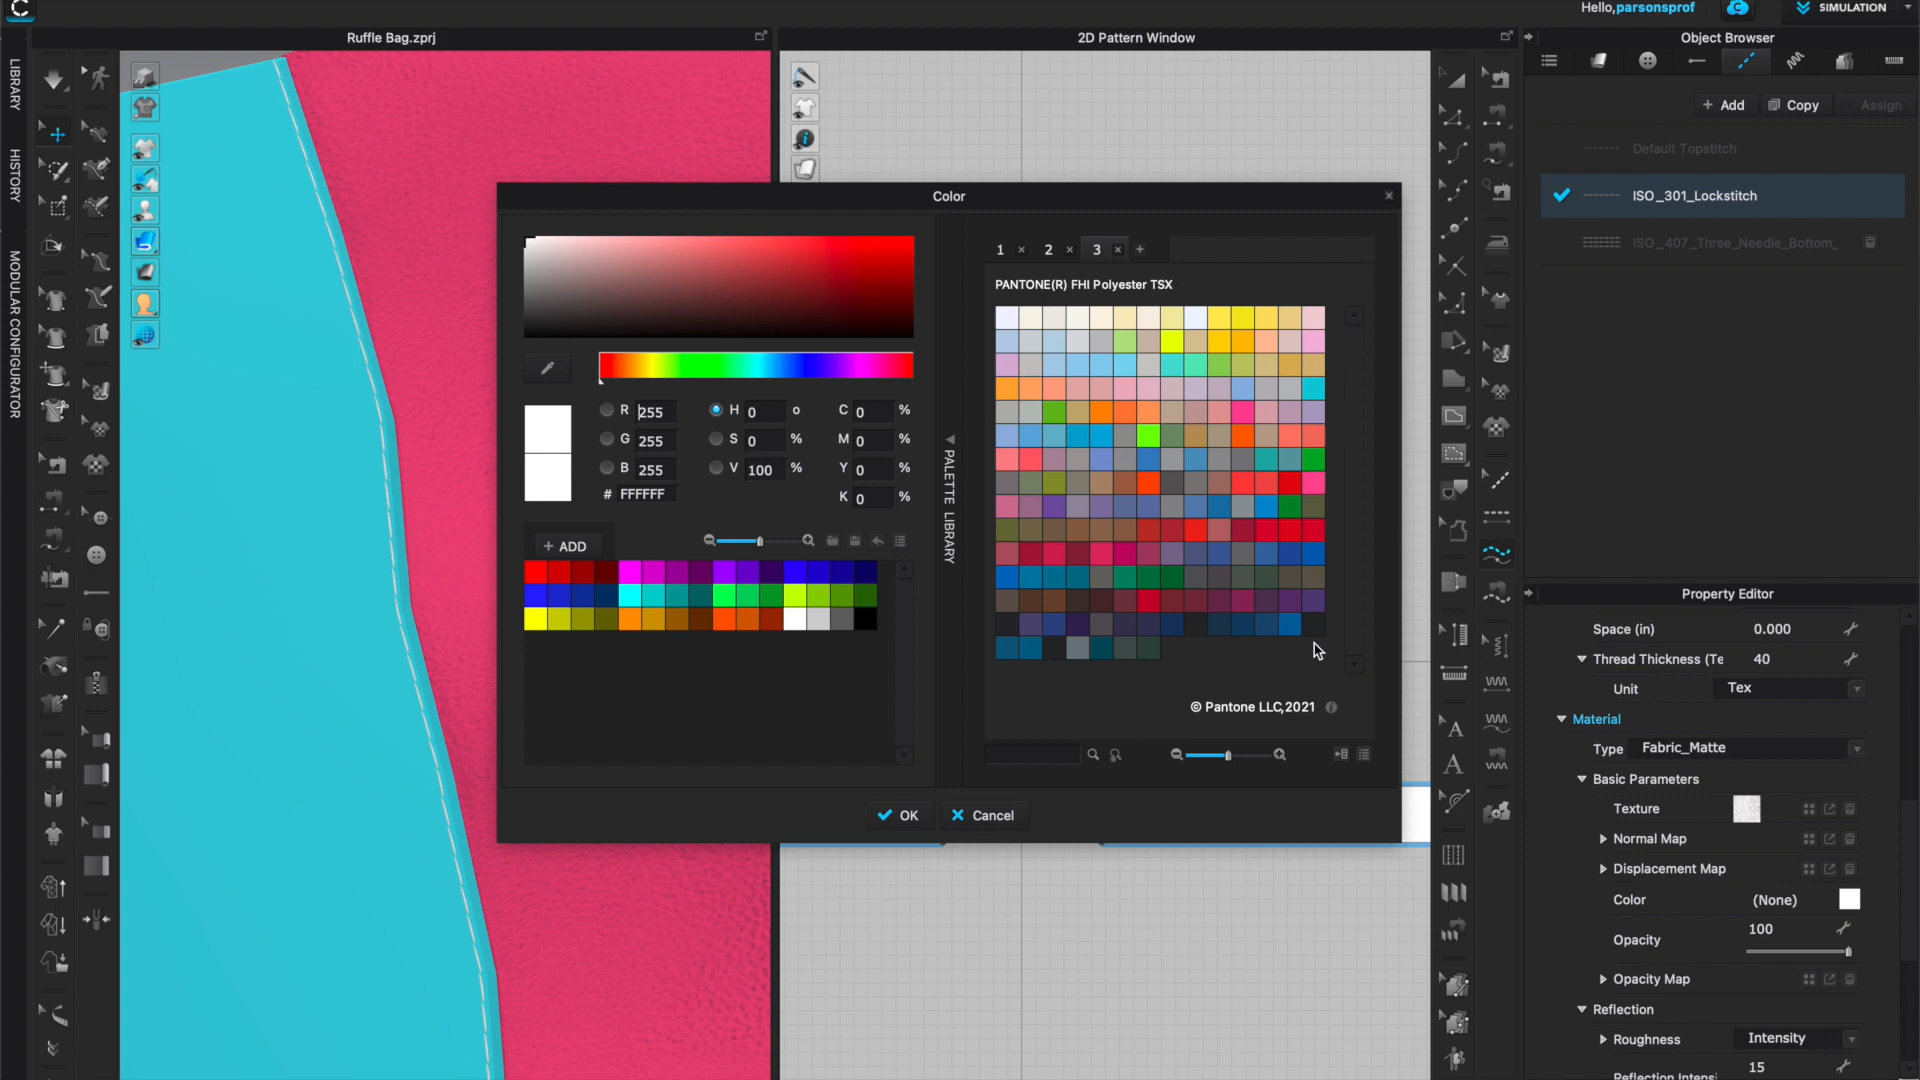 Hello,parsonsprof
SIMULATION
Ruffle Bag.zprj
2D Pattern Window
Object Browser
LIBRARY
HISTORY
MODULAR CONFIGURATOR
+ Add
Copy
Assign
Default Topstitch
ISO_301_Lockstitch
ISO_407_Three_Needle_Bottom_
Color
1
2
3
PANTONE(R) FHI Polyester TSX
R 255
H 0 o
C 0 %
G 255
S 0 %
M 0 %
B 255
V 100 %
Y 0 %
# FFFFFF
K 0 %
PALETTE LIBRARY
+ ADD
© Pantone LLC,2021
OK
Cancel
Property Editor
Space (in) 0.000
Thread Thickness (Te 40
Unit Tex
Material
Type Fabric_Matte
Basic Parameters
Texture
Normal Map
Displacement Map
Color (None)
100
Opacity
Opacity Map
Reflection
Roughness Intensity
Reflection Intensi 15